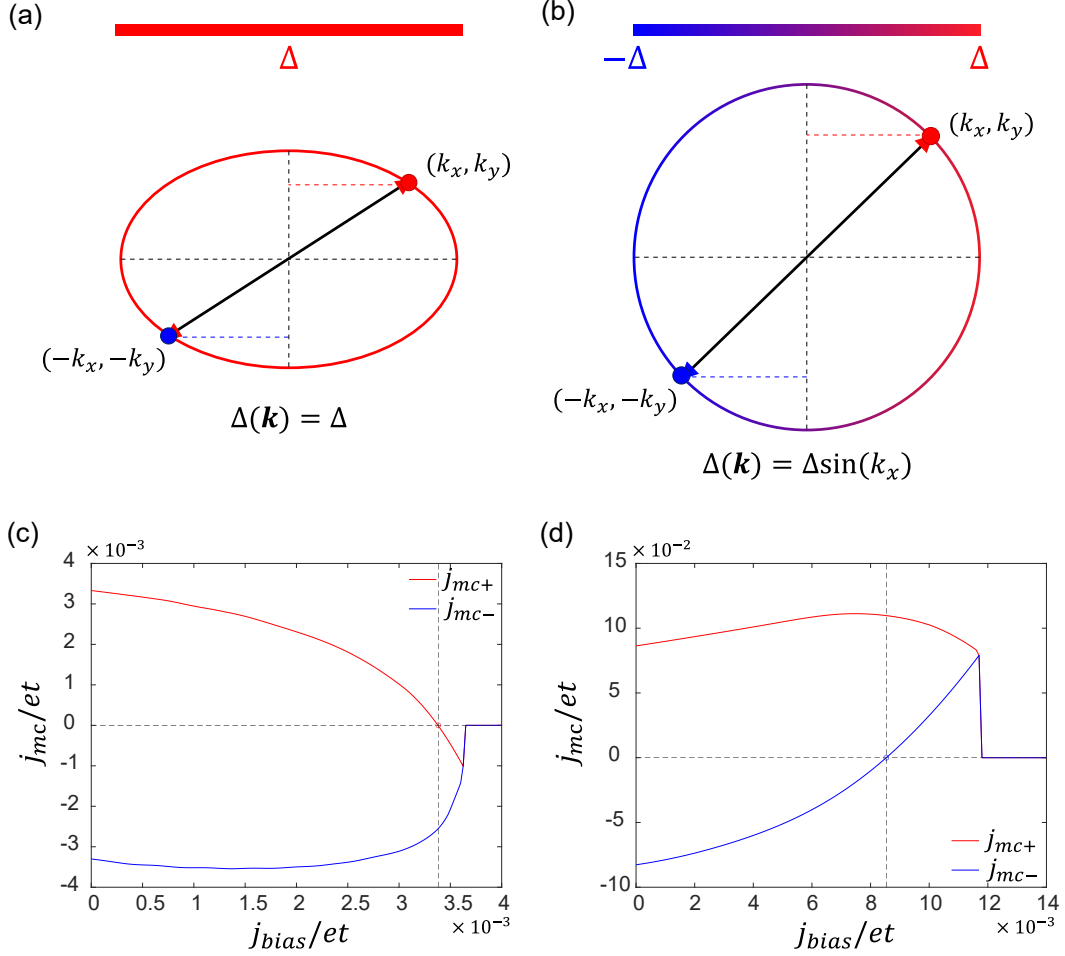 (a)
Δ
(k_x, k_y)
(−k_x, −k_y)
Δ(k) = Δ
(b)
−Δ
Δ
(k_x, k_y)
(−k_x, −k_y)
Δ(k) = Δsin(k_x)
(c)
× 10⁻³
j_mc+
j_mc−
4
3
2
1
0
-1
-2
-3
-4
j_mc/et
0 0.5 1 1.5 2 2.5 3 3.5 4
× 10⁻³
j_bias/et
(d)
× 10⁻²
15
10
5
0
-5
-10
j_mc/et
j_mc+
j_mc−
0 2 4 6 8 10 12 14
× 10⁻³
j_bias/et